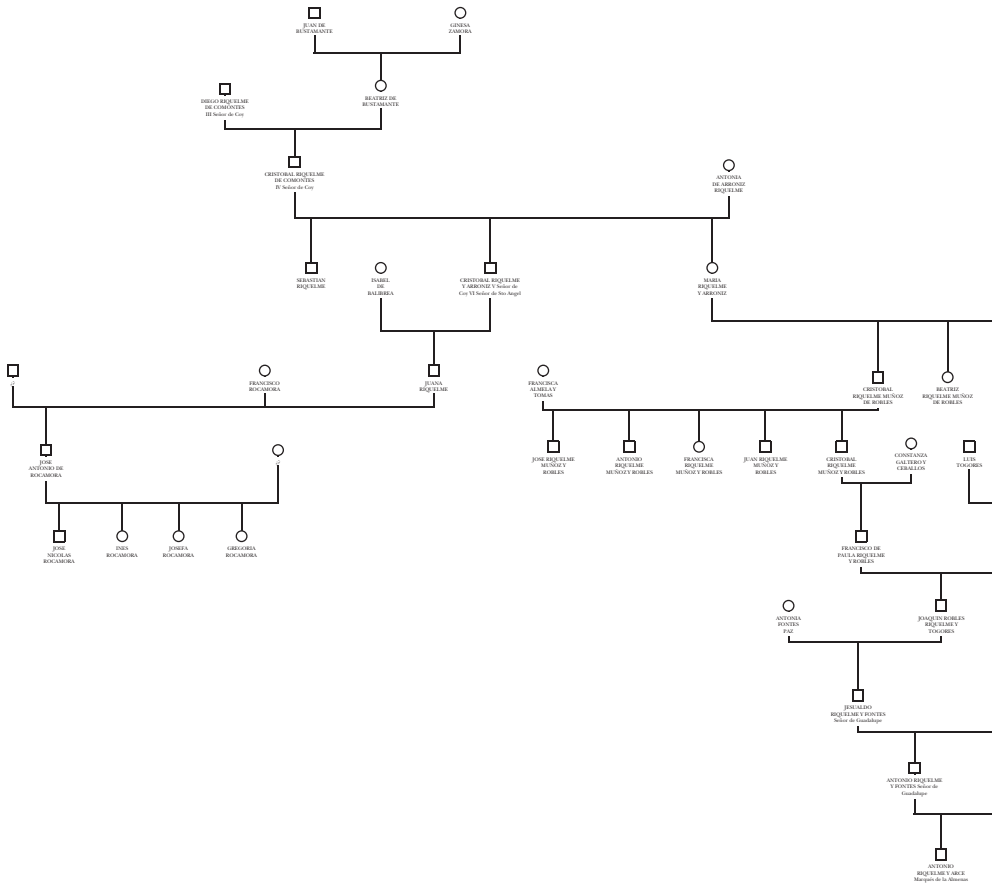 JUAN DE
BUSTAMANTE
GINESA
ZAMORA
DIEGO RIQUELME
DE COMONTES
III Señor de Coy
BEATRIZ DE
BUSTAMANTE
CRISTOBAL RIQUELME
DE COMONTES
IV Señor de Coy
ANTONIA
DE ARRONIZ
RIQUELME
SEBASTIAN
RIQUELME
ISABEL
DE
BALIBREA
CRISTOBAL RIQUELME
Y ARRONIZ V Señor de
Coy VI Señor de Sto Angel
MARIA
RIQUELME
Y ARRONIZ
¿?
FRANCISCO
ROCAMORA
JUANA
RIQUELME
FRANCISCA
ALMELA Y
TOMAS
CRISTOBAL
RIQUELME MUÑOZ
DE ROBLES
BEATRIZ
RIQUELME MUÑOZ
DE ROBLES
JOSE
ANTONIO DE
ROCAMORA
¿?
JOSE RIQUELME
MUÑOZ Y
ROBLES
ANTONIO
RIQUELME
MUÑOZ Y ROBLES
FRANCISCA
RIQUELME
MUÑOZ Y ROBLES
JUAN RIQUELME
MUÑOZ Y
ROBLES
CRISTOBAL
RIQUELME
MUÑOZ Y ROBLES
CONSTANZA
GALTERO Y
CEBALLOS
LUIS
TOGORES
JOSE
NICOLAS
ROCAMORA
INES
ROCAMORA
JOSEFA
ROCAMORA
GREGORIA
ROCAMORA
FRANCISCO DE
PAULA RIQUELME
Y ROBLES
ANTONIA
FONTES
PAZ
JOAQUIN ROBLES
RIQUELME Y
TOGORES
JESUALDO
RIQUELME Y FONTES
Señor de Guadalupe
ANTONIO RIQUELME
Y FONTES Señor de
Guadalupe
ANTONIO
RIQUELME Y ARCE
Marqués de la Almenas